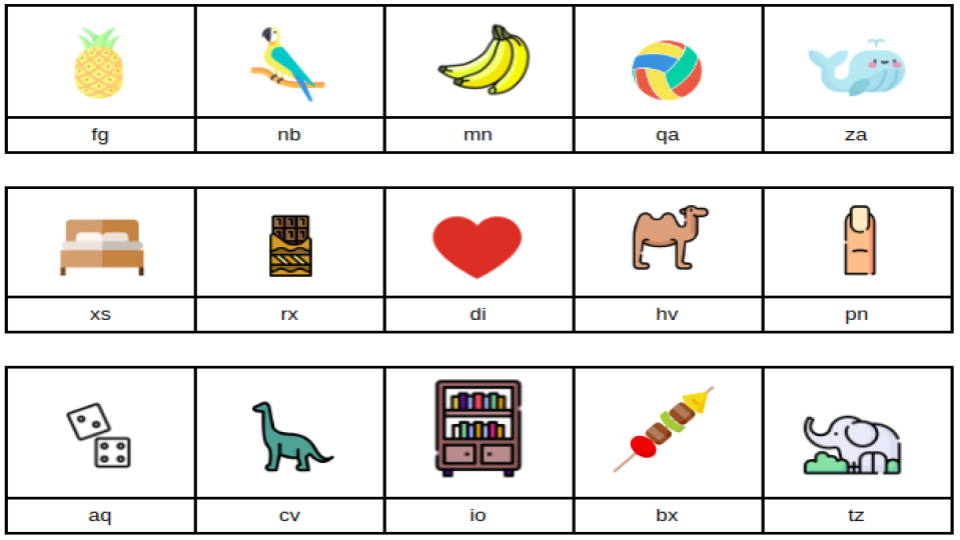 fg nb mn qa za
xs rx di hv pn
aq cv io bx tz